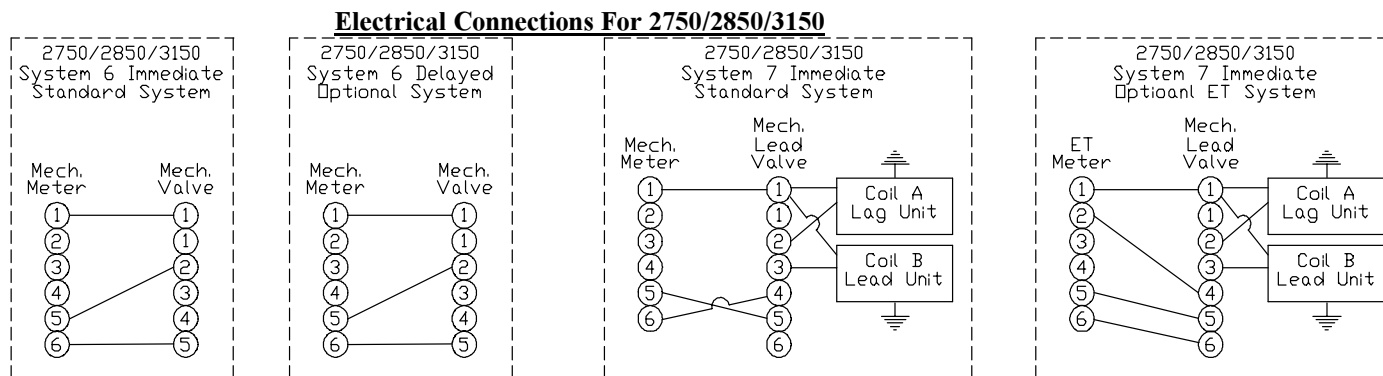 Electrical Connections For 2750/2850/3150
2750/2850/3150
System 6 Immediate
Standard System
Mech.
Meter
Mech.
Valve
1
2
3
4
5
6
1
1
2
3
4
5
2750/2850/3150
System 6 Delayed
Optional System
Mech.
Meter
Mech.
Valve
1
2
3
4
5
6
1
1
2
3
4
5
2750/2850/3150
System 7 Immediate
Standard System
Mech.
Meter
Mech.
Lead
Valve
1
2
3
4
5
6
1
1
2
3
4
5
6
Coil A
Lag Unit
Coil B
Lead Unit
2750/2850/3150
System 7 Immediate
Optioanl ET System
ET
Meter
Mech.
Lead
Valve
1
2
3
4
5
6
1
1
2
3
4
5
6
Coil A
Lag Unit
Coil B
Lead Unit